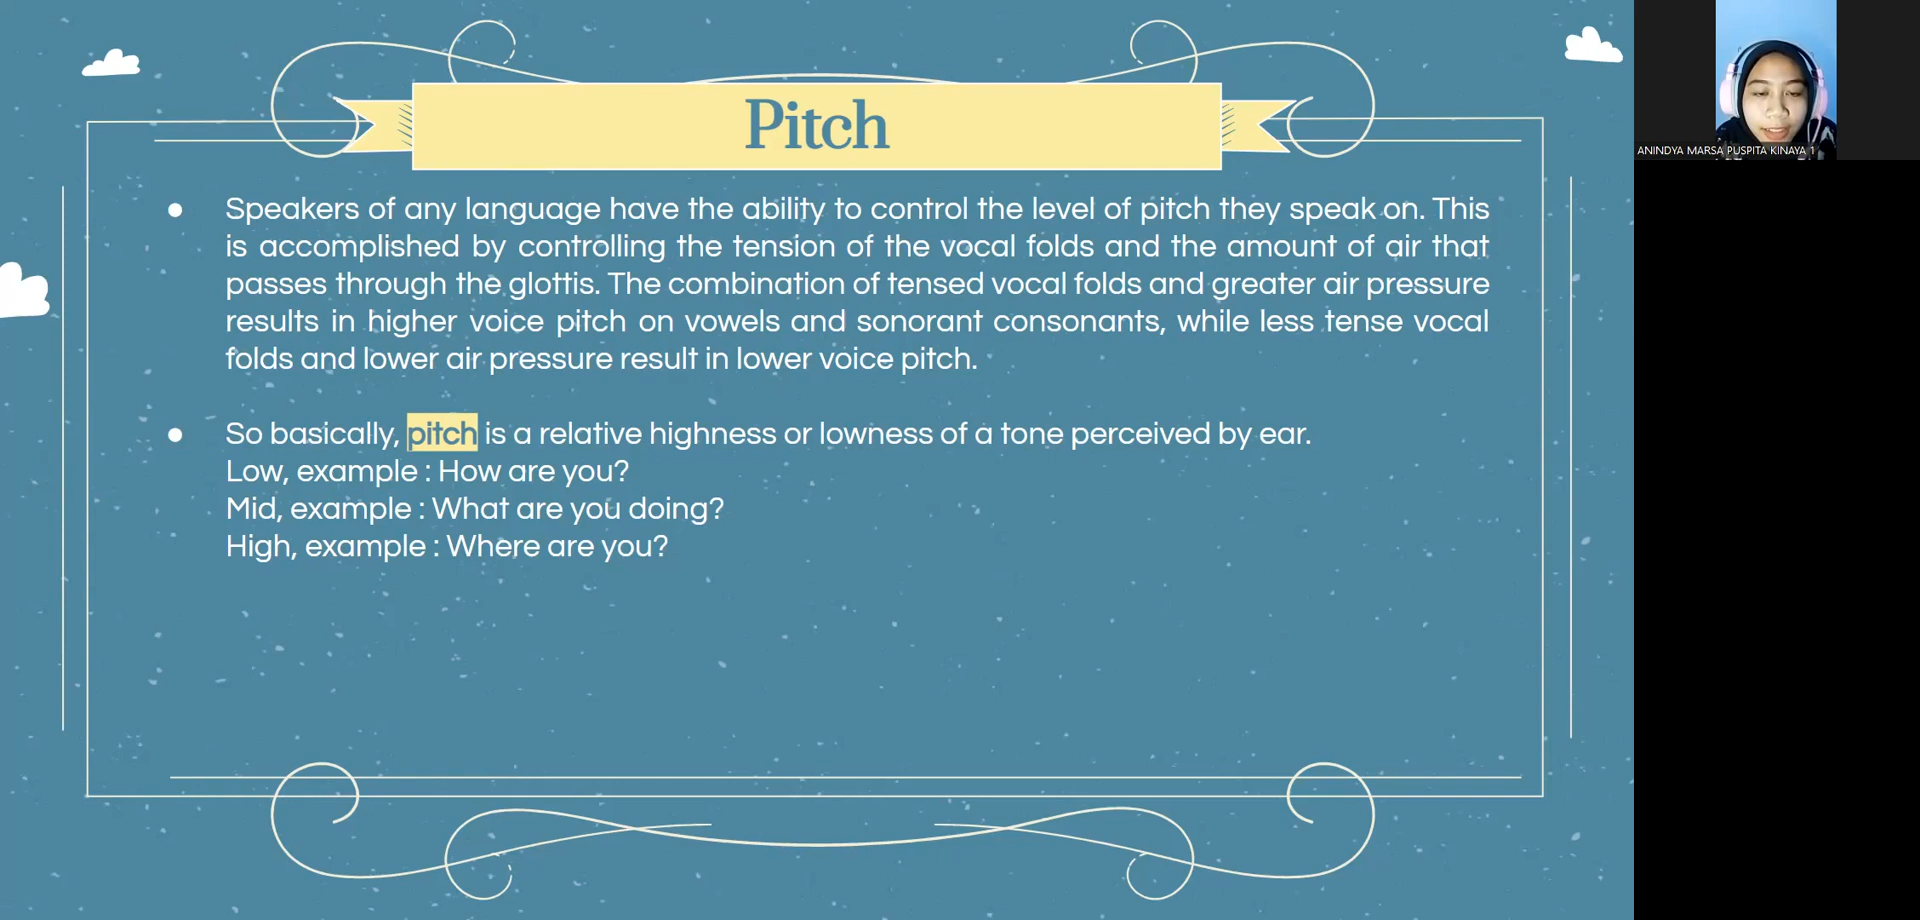 Pitch
Speakers of any language have the ability to control the level of pitch they speak on. This
is accomplished by controlling the tension of the vocal folds and the amount of air that
passes through the glottis. The combination of tensed vocal folds and greater air pressure
results in higher voice pitch on vowels and sonorant consonants, while less tense vocal
folds and lower air pressure result in lower voice pitch.
So basically, pitch is a relative highness or lowness of a tone perceived by ear.
Low, example : How are you?
Mid, example : What are you doing?
High, example : Where are you?
ANINDYA MARSA PUSPITA KINAYA 1